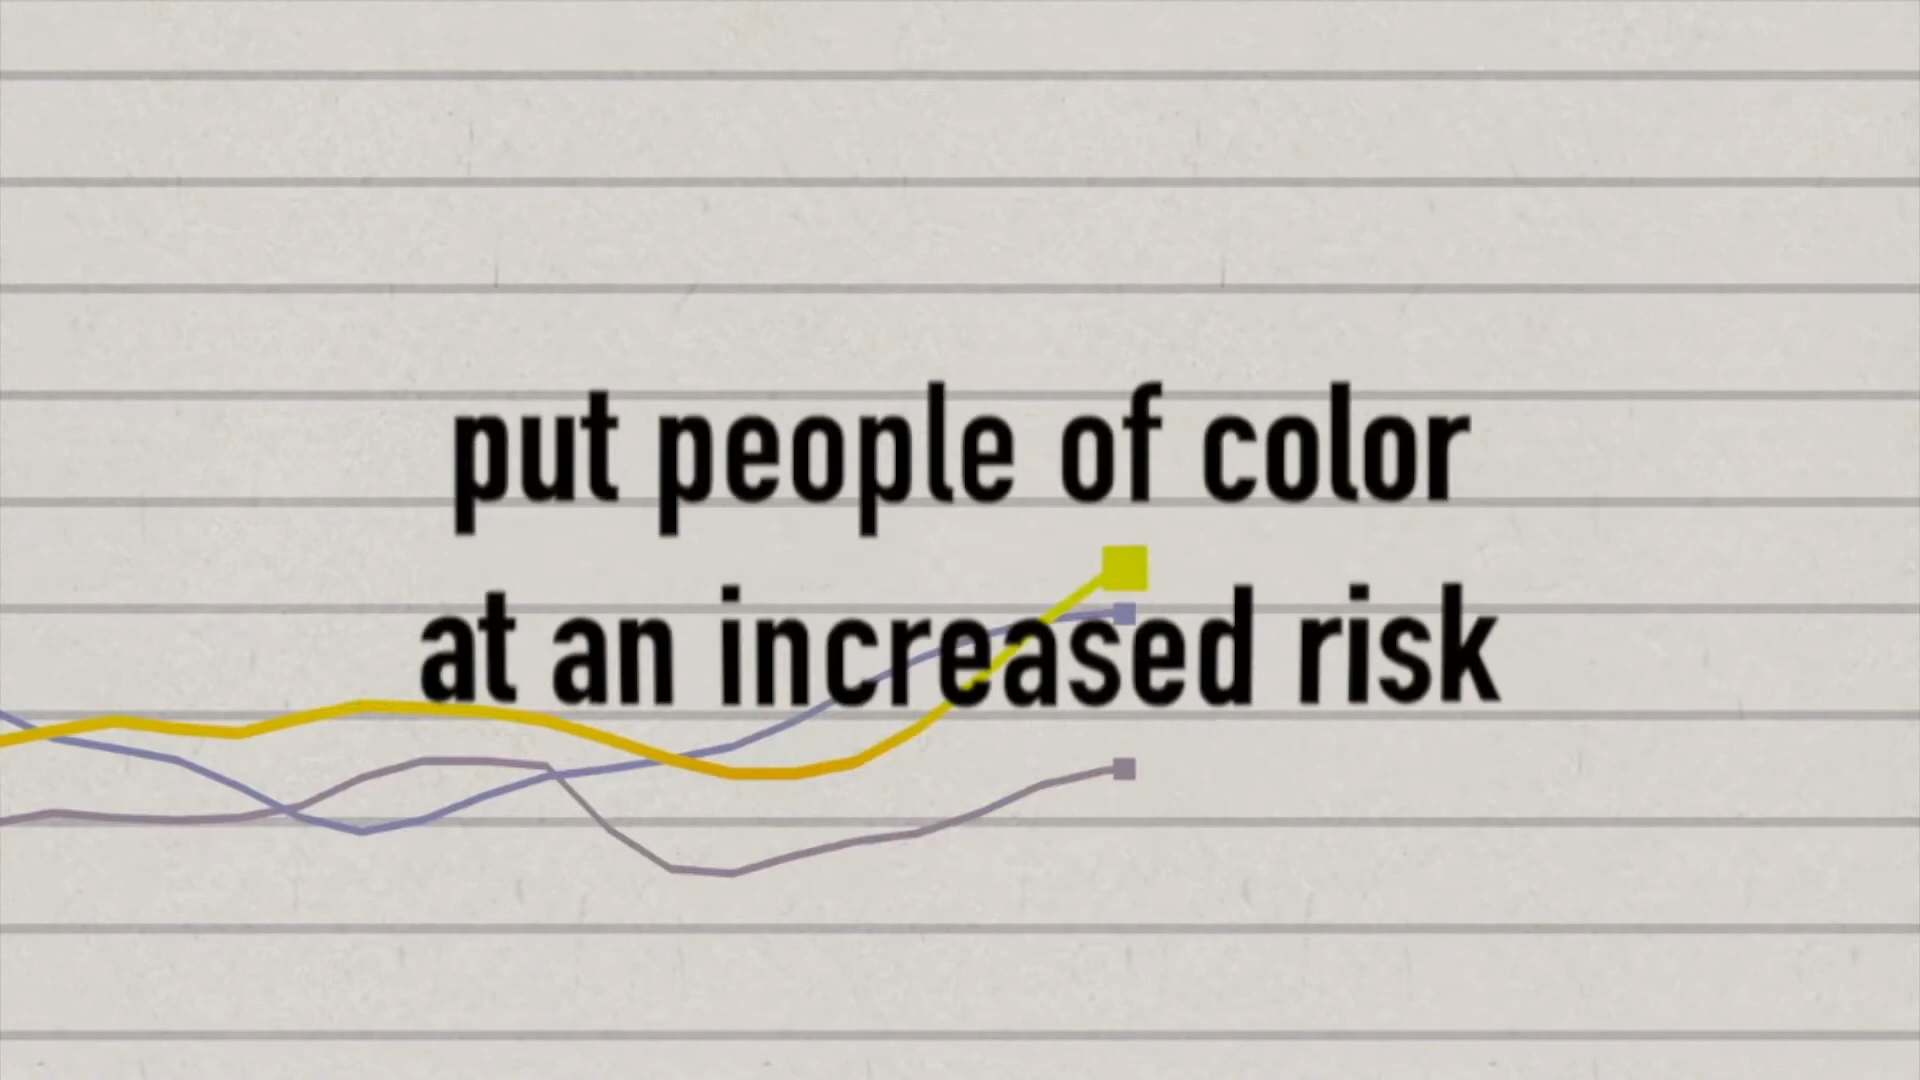 put people of color
at an increased risk